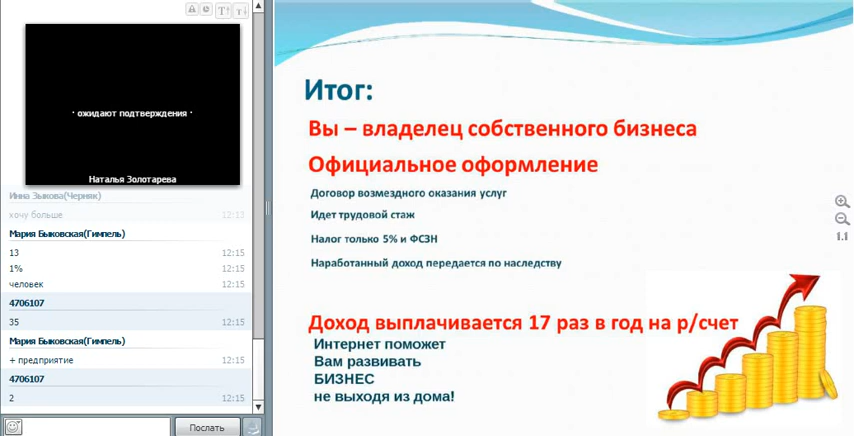 · ожидают подтверждения ·
Наталья Золотарева
Инна Зыкова(Черняк)
хочу больше 12:13
Мария Быковская(Гимпель)
13 12:15
1% 12:15
человек 12:15
4706107
35 12:15
Мария Быковская(Гимпель)
+ предприятие 12:15
4706107
2 12:15
Послать
Итог:
Вы – владелец собственного бизнеса
Официальное оформление
Договор возмездного оказания услуг
Идет трудовой стаж
Налог только 5% и ФСЗН
Наработанный доход передается по наследству
Доход выплачивается 17 раз в год на р/счет
Интернет поможет
Вам развивать
БИЗНЕС
не выходя из дома!
1.1